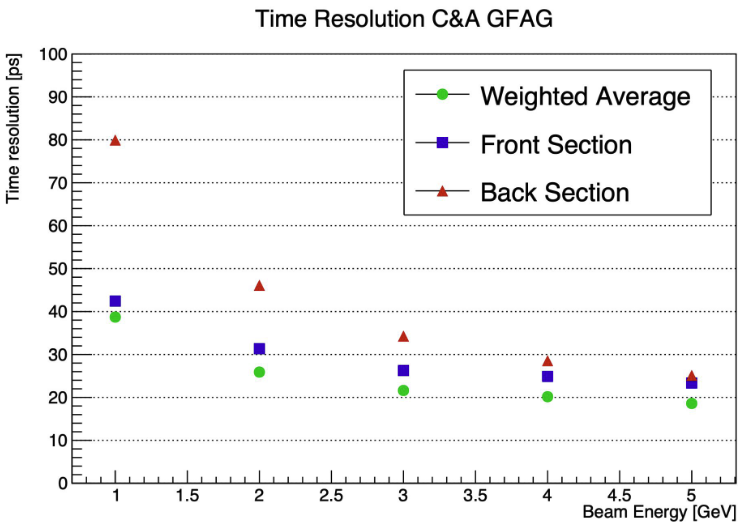 Time Resolution C&A GFAG
Time resolution [ps]
100
90
80
70
60
50
40
30
20
10
0
Weighted Average
Front Section
Back Section
1 1.5 2 2.5 3 3.5 4 4.5 5
Beam Energy [GeV]